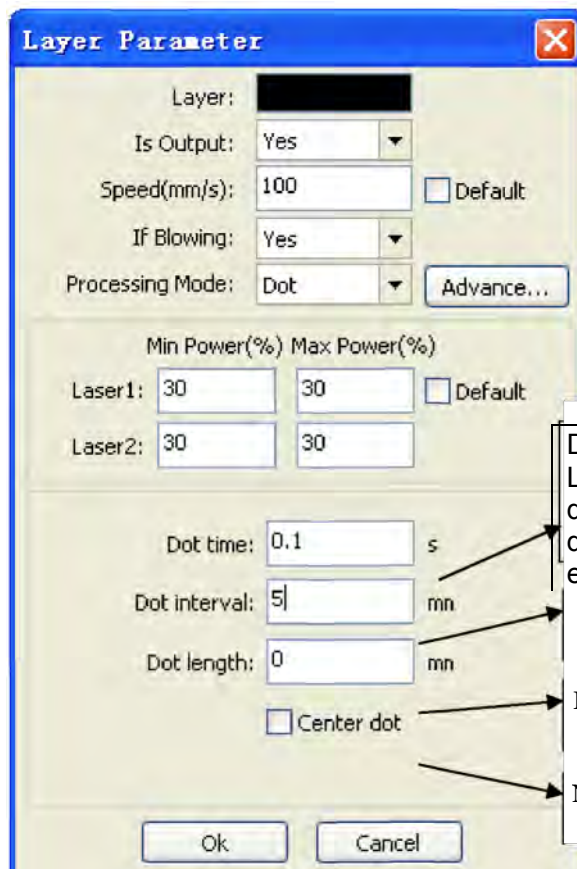 Layer Parameter
Layer:
Is Output: Yes
Speed(mm/s): 100 Default
If Blowing: Yes
Processing Mode: Dot Advance...
Min Power(%) Max Power(%)
Laser1: 30 30 Default
Laser2: 30 30
Dot time: 0.1 s
Dot interval: 5 mn
Dot length: 0 mn
Center dot
Ok Cancel